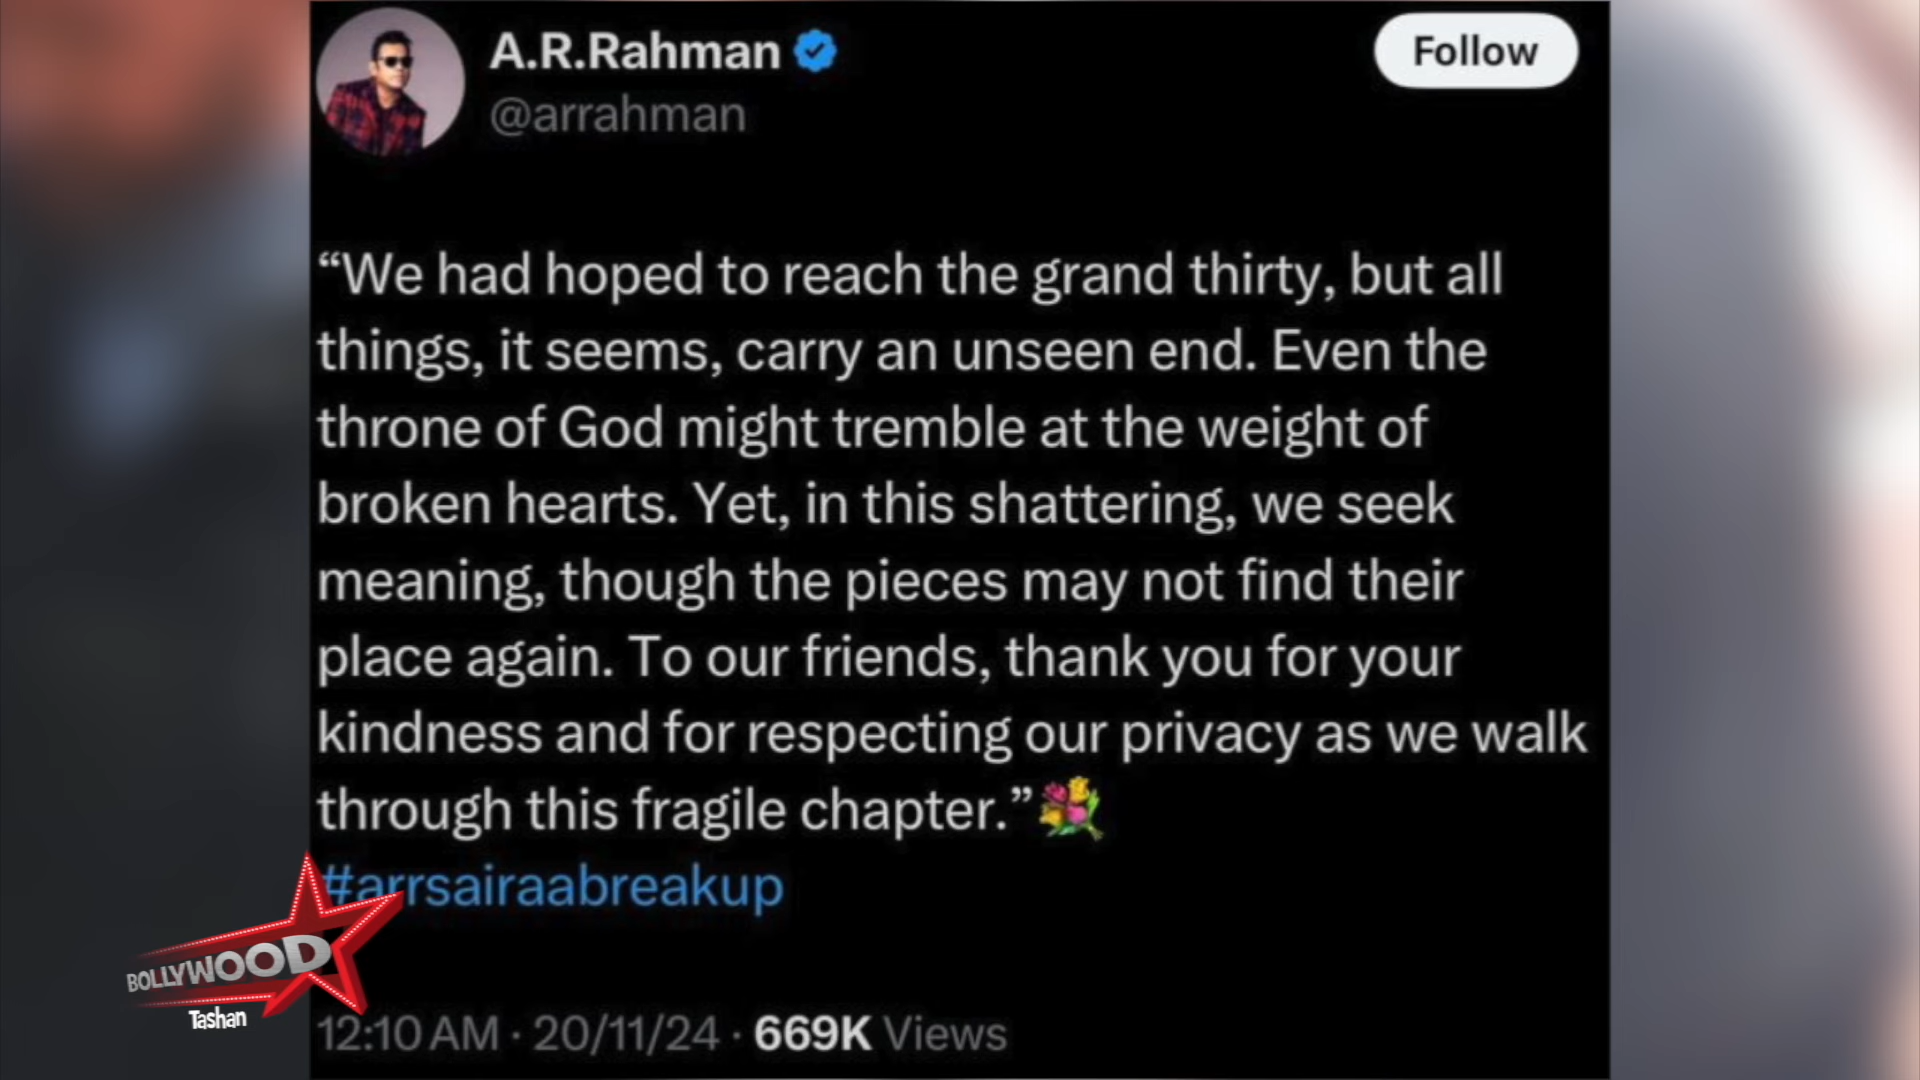 A.R.Rahman
Follow
@arrahman
“We had hoped to reach the grand thirty, but all
things, it seems, carry an unseen end. Even the
throne of God might tremble at the weight of
broken hearts. Yet, in this shattering, we seek
meaning, though the pieces may not find their
place again. To our friends, thank you for your
kindness and for respecting our privacy as we walk
through this fragile chapter.”💐
#arrsairaabreakup
BOLLYWOOD
Tashan
12:10 AM · 20/11/24 · 669K Views